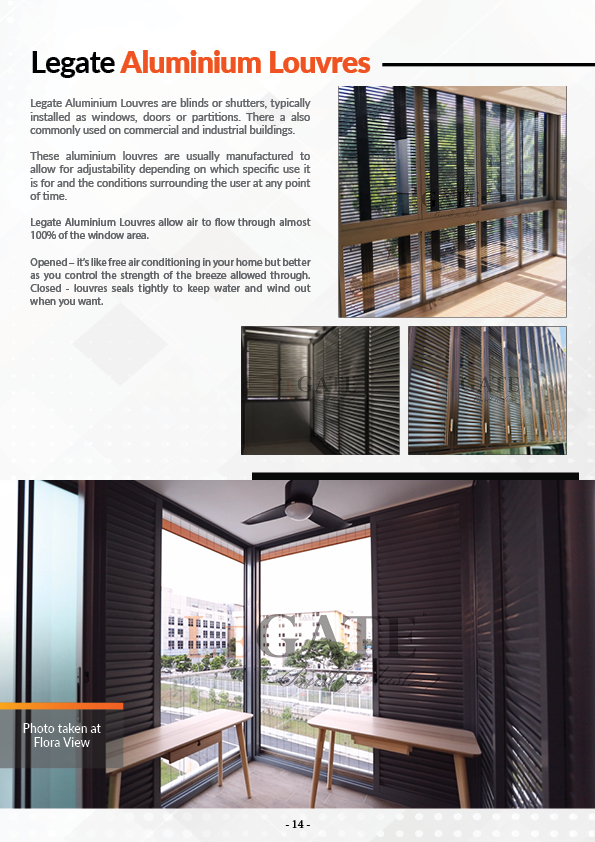 Legate Aluminium Louvres
Legate Aluminium Louvres are blinds or shutters, typically
installed as windows, doors or partitions. There a also
commonly used on commercial and industrial buildings.
These aluminium louvres are usually manufactured to
allow for adjustability depending on which specific use it
is for and the conditions surrounding the user at any point
of time.
Legate Aluminium Louvres allow air to flow through almost
100% of the window area.
Opened – it's like free air conditioning in your home but better
as you control the strength of the breeze allowed through.
Closed - louvres seals tightly to keep water and wind out
when you want.
GATE
GATE
GATE
Photo taken at
Flora View
- 14 -